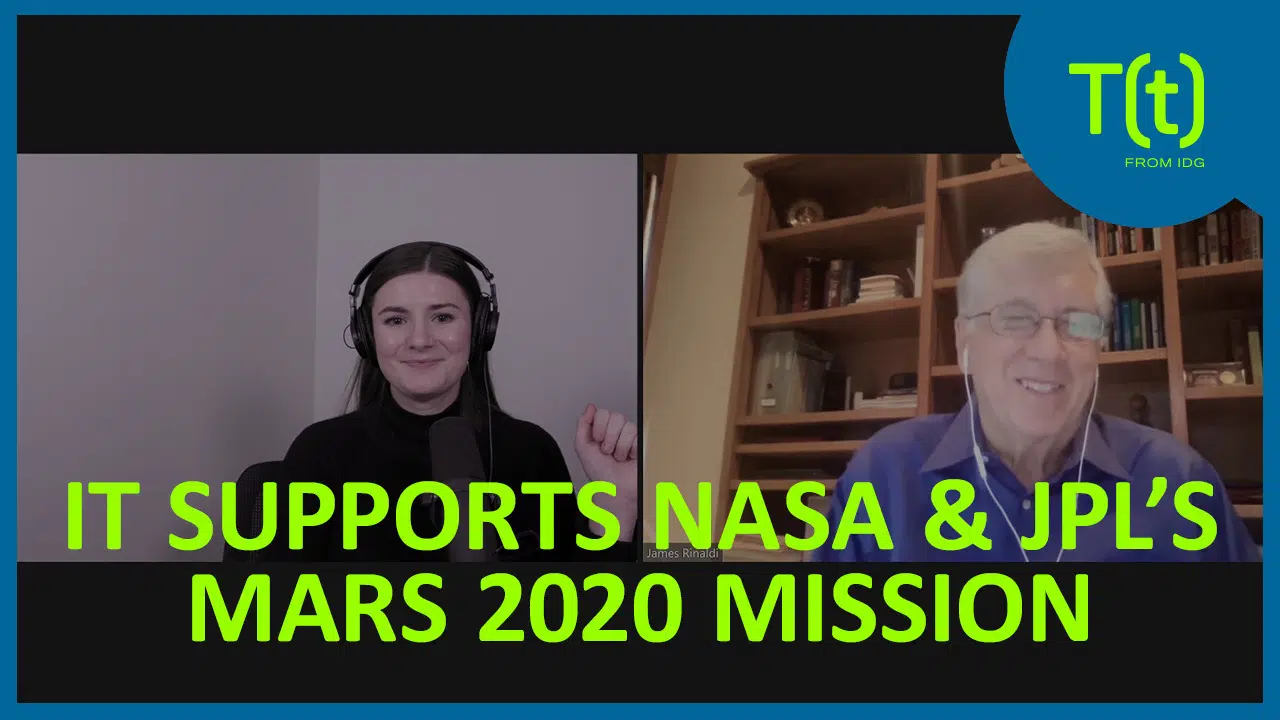 T(t)
FROM IDG
James Rinaldi
IT SUPPORTS NASA & JPL’S
MARS 2020 MISSION